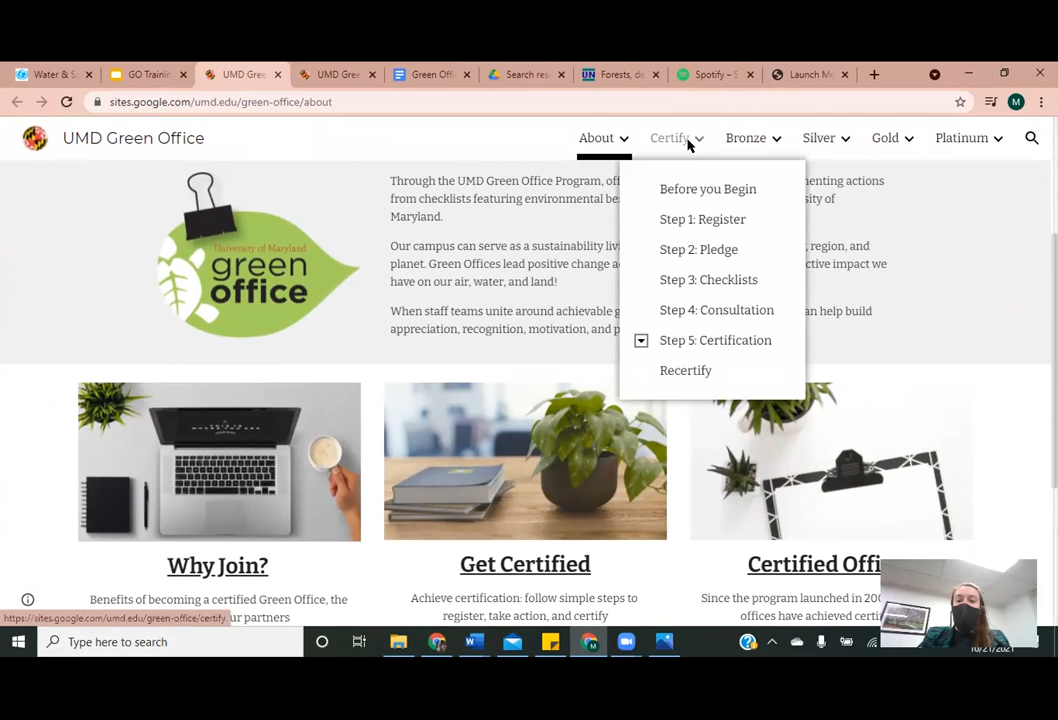 Water & S
GO Trainin
UMD Gree
UMD Gree
Green Off
Search res
Forests, de
Spotify – S
Launch Me
sites.google.com/umd.edu/green-office/about
M
UMD Green Office
About
Certify
Bronze
Silver
Gold
Platinum
Before you Begin
Step 1: Register
Step 2: Pledge
Step 3: Checklists
Step 4: Consultation
Step 5: Certification
Recertify
University of Maryland
green
office
Through the UMD Green Office Program, off
menting actions
from checklists featuring environmental be
rsity of
Maryland.
Our campus can serve as a sustainability livi
, region, and
planet. Green Offices lead positive change a
ective impact we
have on our air, water, and land!
When staff teams unite around achievable g
an help build
appreciation, recognition, motivation, and p
Why Join?
Get Certified
Certified Offi
Benefits of becoming a certified Green Office, the
Achieve certification: follow simple steps to
register, take action, and certify
Since the program launched in 20
offices have achieved certi
https://sites.google.com/umd.edu/green-office/certify
r partners
Type here to search
10/21/2021